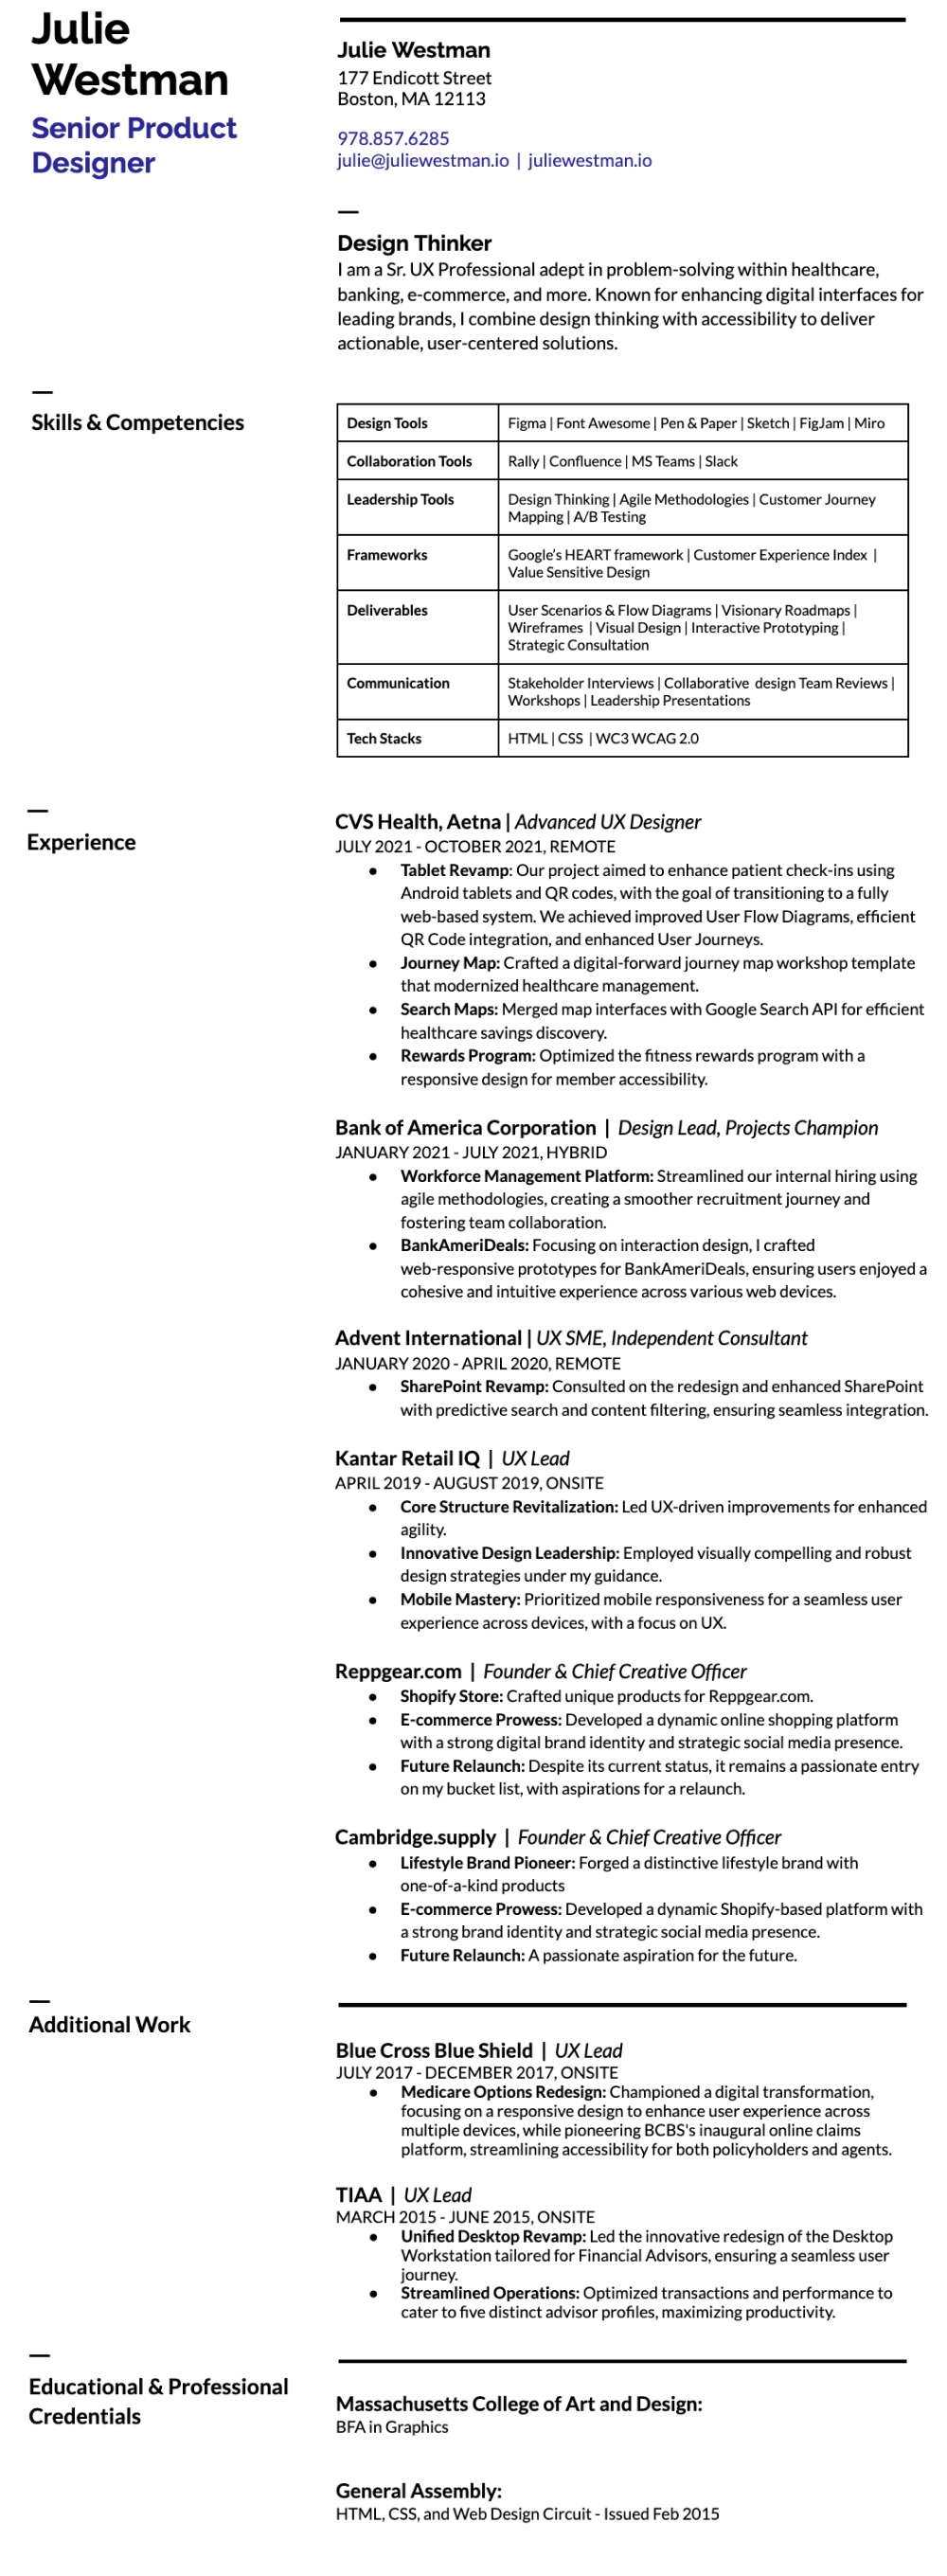 Julie
Westman
Senior Product
Designer
Julie Westman
177 Endicott Street
Boston, MA 12113
978.857.6285
julie@juliewestman.io | juliewestman.io
—
Design Thinker
I am a Sr. UX Professional adept in problem-solving within healthcare,
banking, e-commerce, and more. Known for enhancing digital interfaces for
leading brands, I combine design thinking with accessibility to deliver
actionable, user-centered solutions.
—
Skills & Competencies
Design Tools
Figma | Font Awesome | Pen & Paper | Sketch | FigJam | Miro
Collaboration Tools
Rally | Confluence | MS Teams | Slack
Leadership Tools
Design Thinking | Agile Methodologies | Customer Journey
Mapping | A/B Testing
Frameworks
Google's HEART framework | Customer Experience Index |
Value Sensitive Design
Deliverables
User Scenarios & Flow Diagrams | Visionary Roadmaps |
Wireframes | Visual Design | Interactive Prototyping |
Strategic Consultation
Communication
Stakeholder Interviews | Collaborative design Team Reviews |
Workshops | Leadership Presentations
Tech Stacks
HTML | CSS | WC3 WCAG 2.0
—
Experience
CVS Health, Aetna | Advanced UX Designer
JULY 2021 - OCTOBER 2021, REMOTE
● Tablet Revamp: Our project aimed to enhance patient check-ins using
Android tablets and QR codes, with the goal of transitioning to a fully
web-based system. We achieved improved User Flow Diagrams, efficient
QR Code integration, and enhanced User Journeys.
● Journey Map: Crafted a digital-forward journey map workshop template
that modernized healthcare management.
● Search Maps: Merged map interfaces with Google Search API for efficient
healthcare savings discovery.
● Rewards Program: Optimized the fitness rewards program with a
responsive design for member accessibility.
Bank of America Corporation | Design Lead, Projects Champion
JANUARY 2021 - JULY 2021, HYBRID
● Workforce Management Platform: Streamlined our internal hiring using
agile methodologies, creating a smoother recruitment journey and
fostering team collaboration.
● BankAmeriDeals: Focusing on interaction design, I crafted
web-responsive prototypes for BankAmeriDeals, ensuring users enjoyed a
cohesive and intuitive experience across various web devices.
Advent International | UX SME, Independent Consultant
JANUARY 2020 - APRIL 2020, REMOTE
● SharePoint Revamp: Consulted on the redesign and enhanced SharePoint
with predictive search and content filtering, ensuring seamless integration.
Kantar Retail IQ | UX Lead
APRIL 2019 - AUGUST 2019, ONSITE
● Core Structure Revitalization: Led UX-driven improvements for enhanced
agility.
● Innovative Design Leadership: Employed visually compelling and robust
design strategies under my guidance.
● Mobile Mastery: Prioritized mobile responsiveness for a seamless user
experience across devices, with a focus on UX.
Reppgear.com | Founder & Chief Creative Officer
● Shopify Store: Crafted unique products for Reppgear.com.
● E-commerce Prowess: Developed a dynamic online shopping platform
with a strong digital brand identity and strategic social media presence.
● Future Relaunch: Despite its current status, it remains a passionate entry
on my bucket list, with aspirations for a relaunch.
Cambridge.supply | Founder & Chief Creative Officer
● Lifestyle Brand Pioneer: Forged a distinctive lifestyle brand with
one-of-a-kind products
● E-commerce Prowess: Developed a dynamic Shopify-based platform with
a strong brand identity and strategic social media presence.
● Future Relaunch: A passionate aspiration for the future.
—
Additional Work
Blue Cross Blue Shield | UX Lead
JULY 2017 - DECEMBER 2017, ONSITE
● Medicare Options Redesign: Championed a digital transformation,
focusing on a responsive design to enhance user experience across
multiple devices, while pioneering BCBS's inaugural online claims
platform, streamlining accessibility for both policyholders and agents.
TIAA | UX Lead
MARCH 2015 - JUNE 2015, ONSITE
● Unified Desktop Revamp: Led the innovative redesign of the Desktop
Workstation tailored for Financial Advisors, ensuring a seamless user
journey.
● Streamlined Operations: Optimized transactions and performance to
cater to five distinct advisor profiles, maximizing productivity.
—
Educational & Professional
Credentials
Massachusetts College of Art and Design:
BFA in Graphics
General Assembly:
HTML, CSS, and Web Design Circuit - Issued Feb 2015